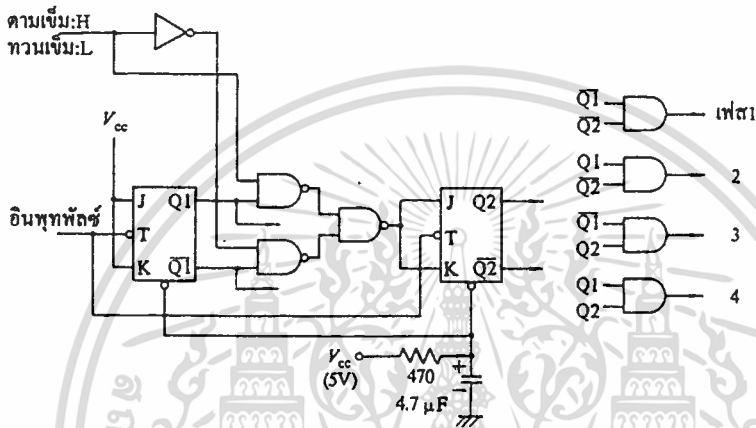 ตามเข็ม:H
ทวนเข็ม:L
V_cc
อินพุทพัลซ์
J Q1
T
K Q̅1̅
J Q2
T
K Q̅2̅
V_cc
(5V)
470
+
−
4.7 μF
Q̅1̅
Q̅2̅
เฟส1
Q1
Q̅2̅
2
Q̅1̅
Q2
3
Q1
Q2
4